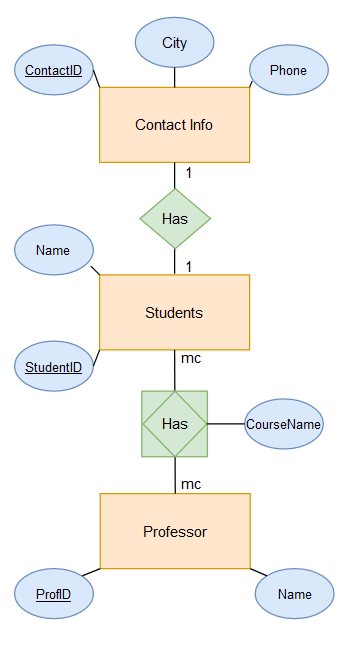 City
ContactID
Phone
Contact Info
1
Has
1
Name
Students
StudentID
mc
Has
CourseName
mc
Professor
ProfID
Name